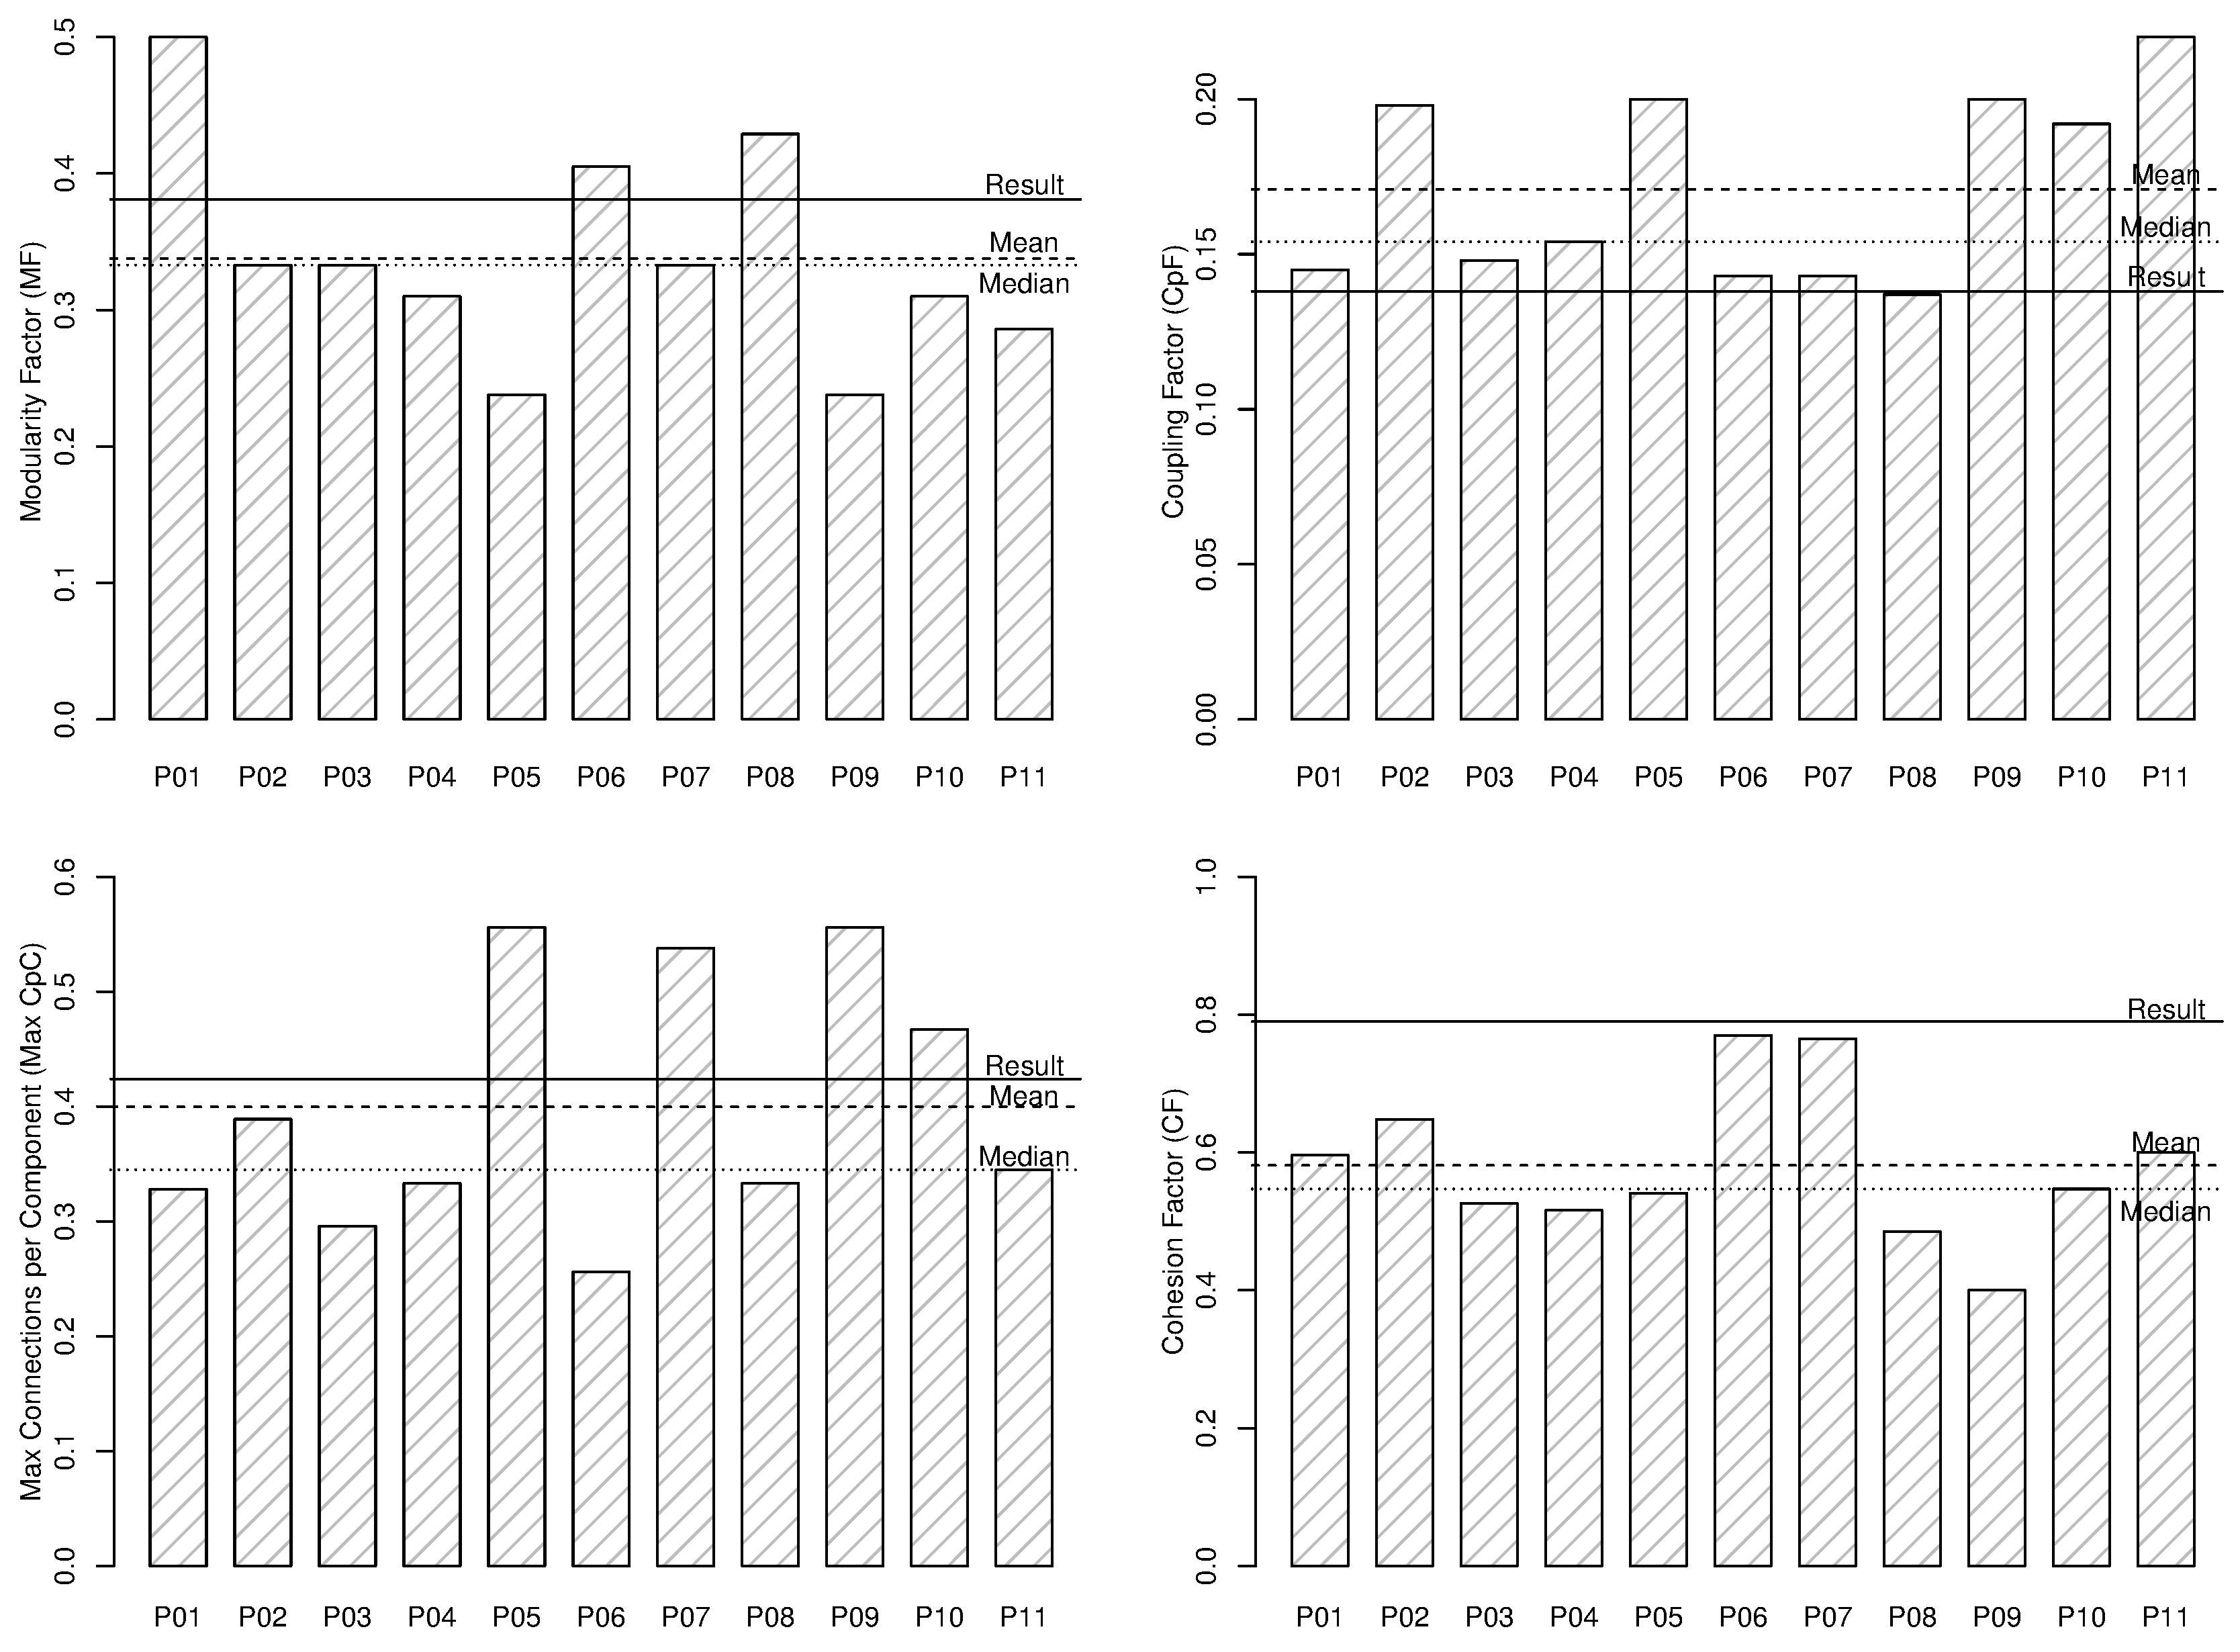 Modularity Factor (MF)
0.5
0.4
0.3
0.2
0.1
0.0
Result
Mean
Median
P01 P02 P03 P04 P05 P06 P07 P08 P09 P10 P11
Coupling Factor (CpF)
0.20
0.15
0.10
0.05
0.00
Mean
Median
Result
P01 P02 P03 P04 P05 P06 P07 P08 P09 P10 P11
Max Connections per Component (Max CpC)
0.6
0.5
0.4
0.3
0.2
0.1
0.0
Result
Mean
Median
P01 P02 P03 P04 P05 P06 P07 P08 P09 P10 P11
Cohesion Factor (CF)
1.0
0.8
0.6
0.4
0.2
0.0
Result
Mean
Median
P01 P02 P03 P04 P05 P06 P07 P08 P09 P10 P11